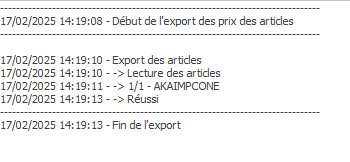 --------------------------------------------------------------------------------
17/02/2025 14:19:08 - Début de l'export des prix des articles
--------------------------------------------------------------------------------
17/02/2025 14:19:10 - Export des articles
17/02/2025 14:19:10 - --> Lecture des articles
17/02/2025 14:19:11 - --> 1/1 - AKAIMPCONE
17/02/2025 14:19:13 - --> Réussi
--------------------------------------------------------------------------------
17/02/2025 14:19:13 - Fin de l'export